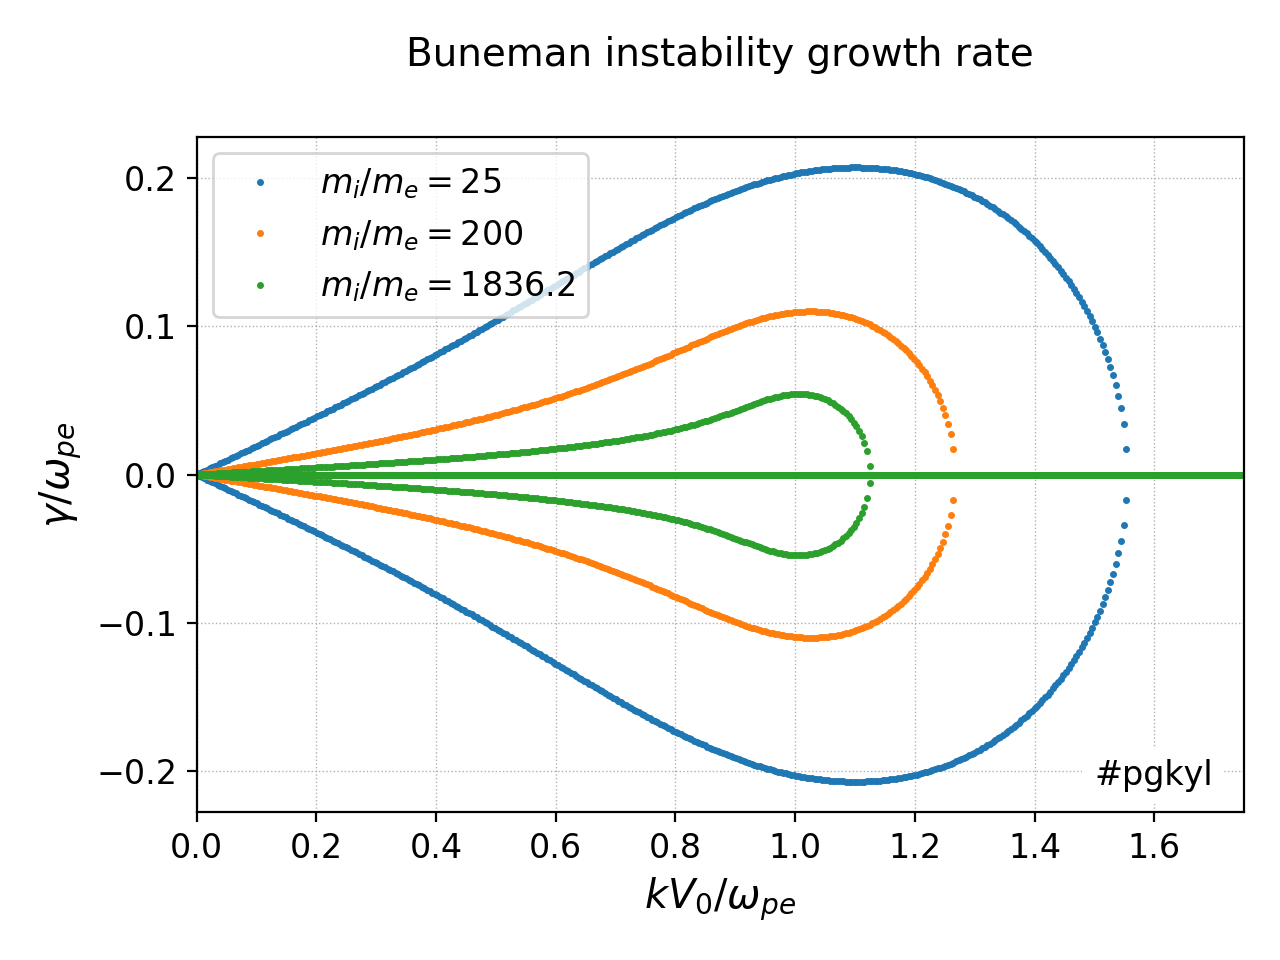 Buneman instability growth rate
m_i/m_e = 25
m_i/m_e = 200
m_i/m_e = 1836.2
0.2
0.1
0.0
−0.1
−0.2
γ/ω_pe
#pgkyl
0.0 0.2 0.4 0.6 0.8 1.0 1.2 1.4 1.6
kV_0/ω_pe